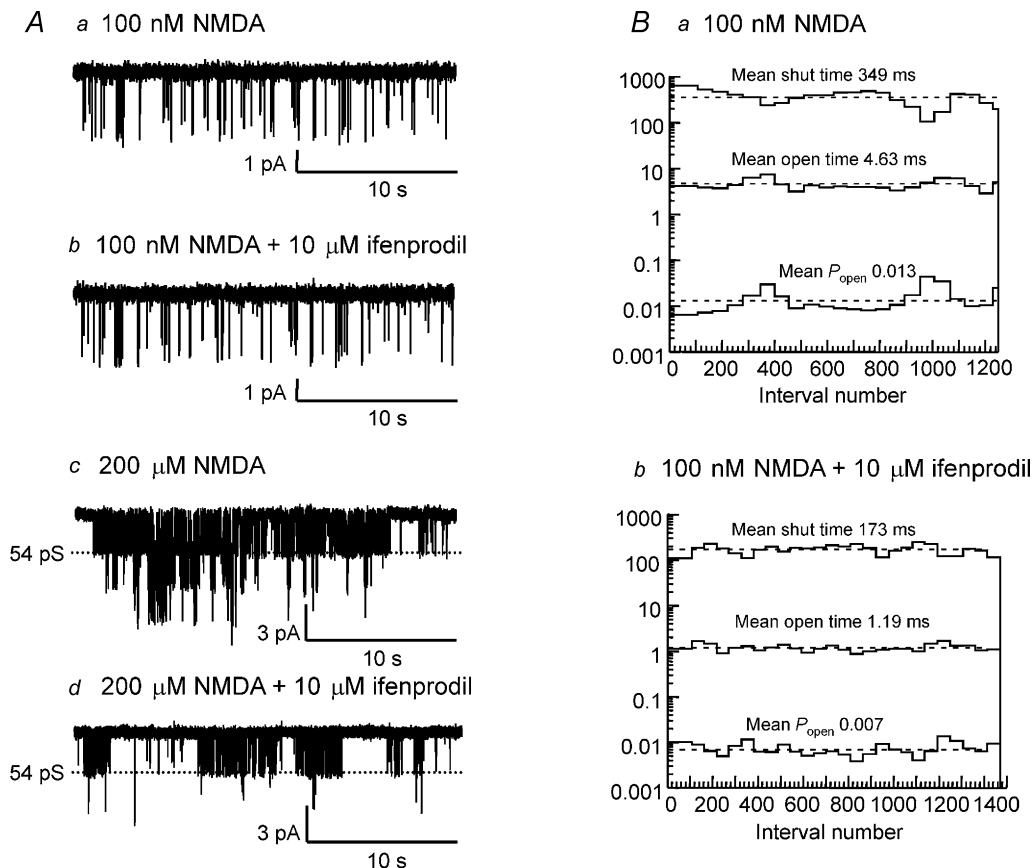 A
a 100 nM NMDA
1 pA
10 s
b 100 nM NMDA + 10 μM ifenprodil
1 pA
10 s
c 200 μM NMDA
54 pS
3 pA
10 s
d 200 μM NMDA + 10 μM ifenprodil
54 pS
3 pA
10 s
B
a 100 nM NMDA
1000
100
10
1
0.1
0.01
0.001
Mean shut time 349 ms
Mean open time 4.63 ms
Mean Popen 0.013
0 200 400 600 800 1000 1200
Interval number
b 100 nM NMDA + 10 μM ifenprodil
1000
100
10
1
0.1
0.01
0.001
Mean shut time 173 ms
Mean open time 1.19 ms
Mean Popen 0.007
0 200 400 600 800 1000 1200 1400
Interval number